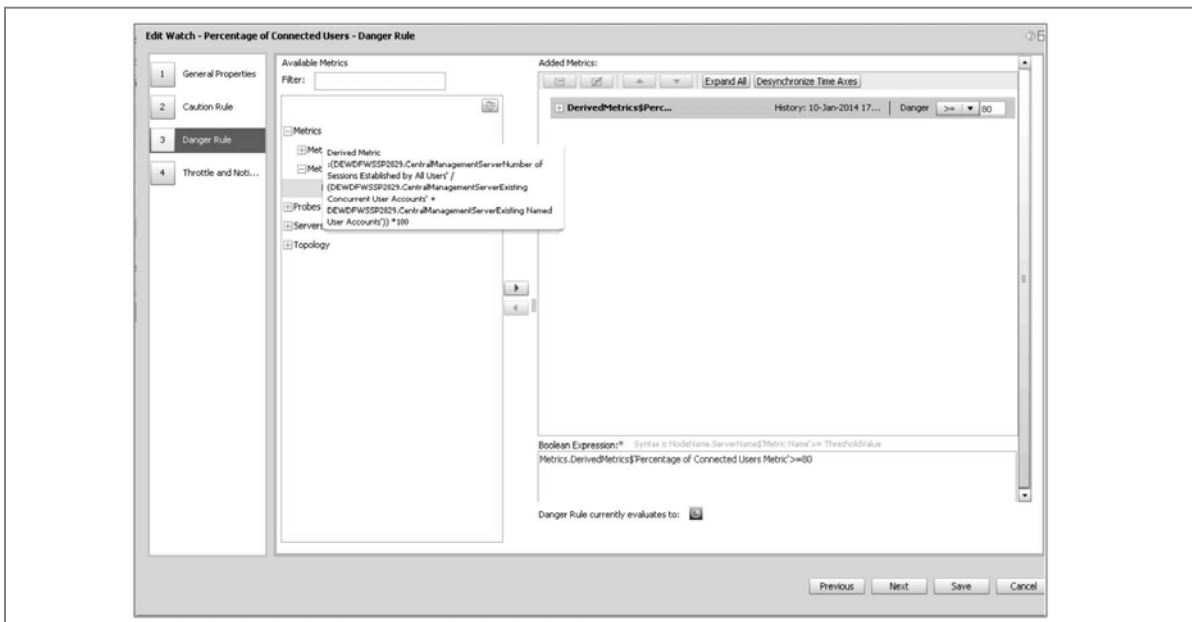 Edit Watch - Percentage of Connected Users - Danger Rule
1 General Properties
2 Caution Rule
3 Danger Rule
4 Throttle and Noti...
Available Metrics
Filter:
Metrics
Met
Met
Probes
Servers
Topology
Derived Metric
:(DEWDFWSSP2029.CentralManagementServerNumber of
Sessions Established by All Users' /
(DEWDFWSSP2029.CentralManagementServerExisting
Concurrent User Accounts' +
DEWDFWSSP2029.CentralManagementServerExisting Named
User Accounts')) *100
Added Metrics:
Expand All Desynchronize Time Axes
DerivedMetrics$Perc... History: 10-Jan-2014 17... Danger >= 80
Boolean Expression:* Syntax is NodeName.ServerName$'Metric Name'>= ThresholdValue
Metrics.DerivedMetrics$'Percentage of Connected Users Metric'>=80
Danger Rule currently evaluates to:
Previous Next Save Cancel